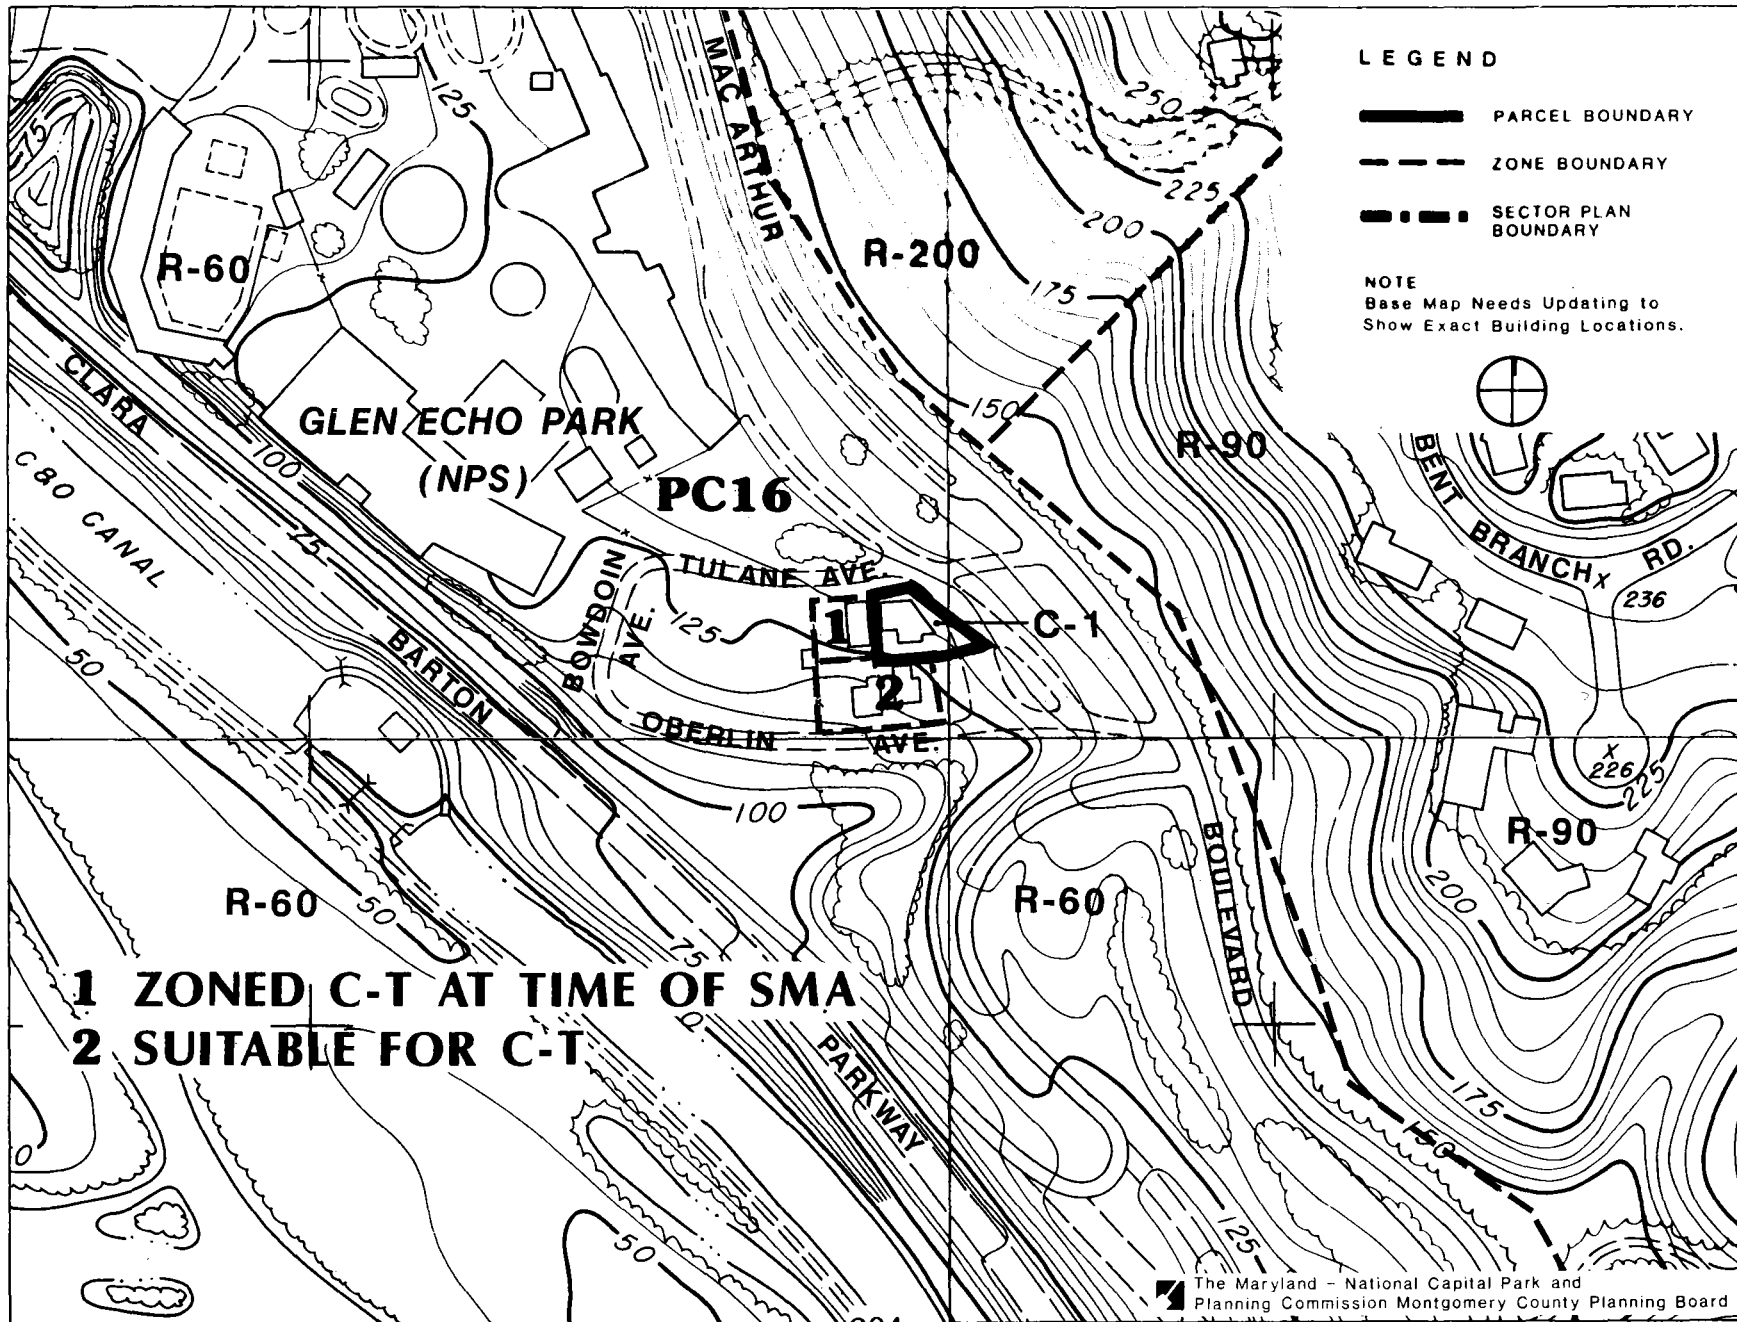 LEGEND
PARCEL BOUNDARY
ZONE BOUNDARY
SECTOR PLAN
BOUNDARY
NOTE
Base Map Needs Updating to
Show Exact Building Locations.
MAC ARTHUR
125
250
225
200
175
150
R-200
R-60
R-90
CLARA
GLEN ECHO PARK
(NPS)
PC16
100
C&O CANAL
75
BENT BRANCH RD.
X
236
TULANE AVE.
BOWDOIN
AVE.
125
1
C-1
2
50
BARTON
OBERLIN AVE.
X
226
225
100
BOULEVARD
R-90
R-60
50
R-60
200
75
1 ZONED C-T AT TIME OF SMA
2 SUITABLE FOR C-T
PARKWAY
175
150
50
125
The Maryland - National Capital Park and
Planning Commission Montgomery County Planning Board